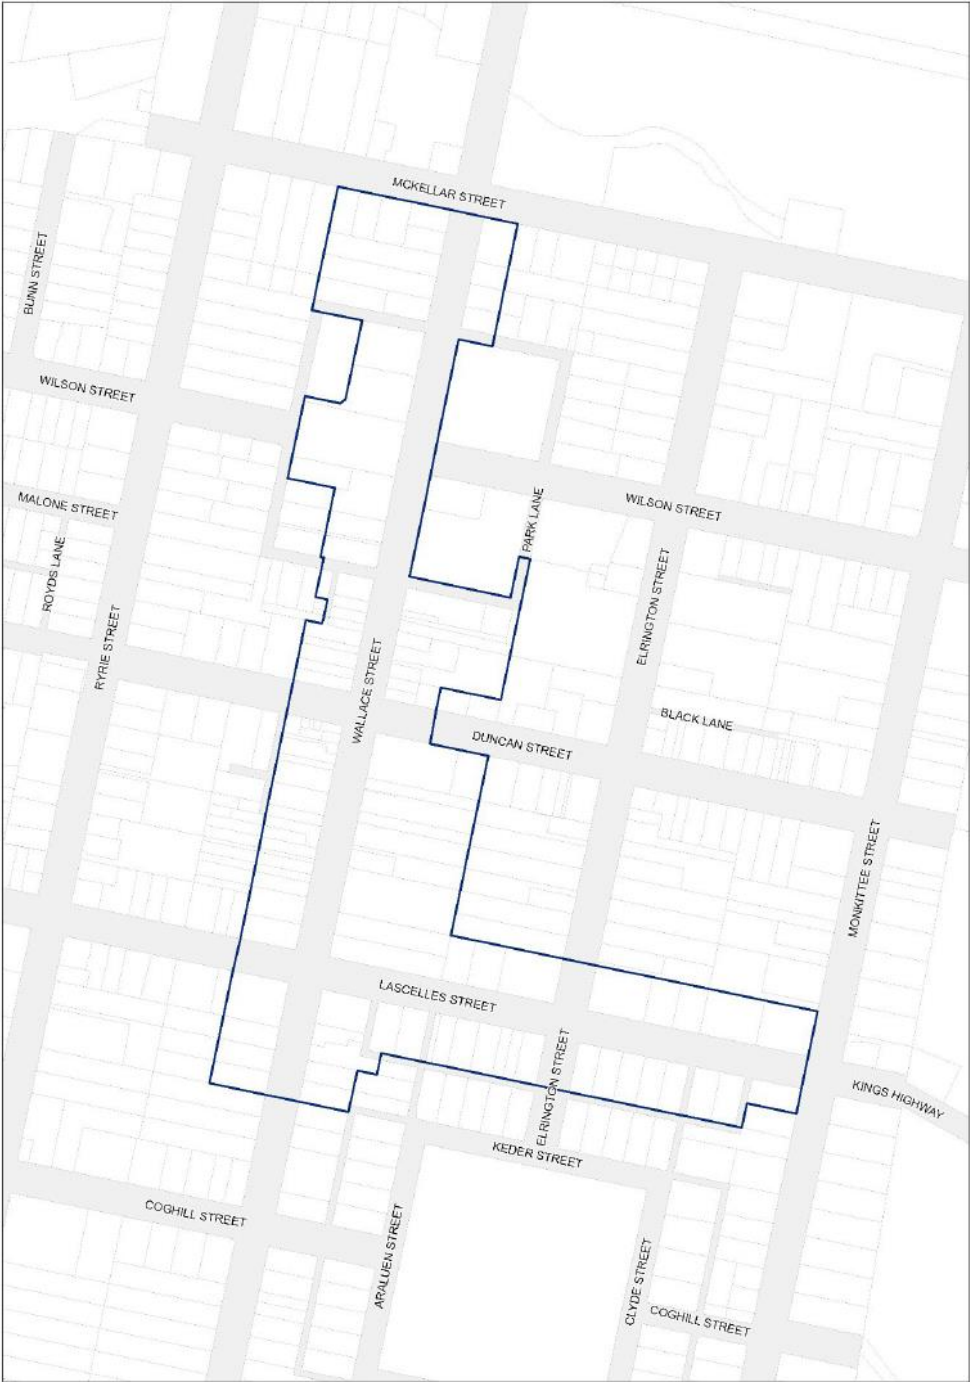 MCKELLAR STREET
BUNN STREET
WILSON STREET
MALONE STREET
PARK LANE
WILSON STREET
ROYDS LANE
ELRINGTON STREET
RYRIE STREET
WALLACE STREET
BLACK LANE
DUNCAN STREET
MONKITTEE STREET
LASCELLES STREET
ELRINGTON STREET
KINGS HIGHWAY
KEDER STREET
COGHILL STREET
ARALUEN STREET
CLYDE STREET
COGHILL STREET